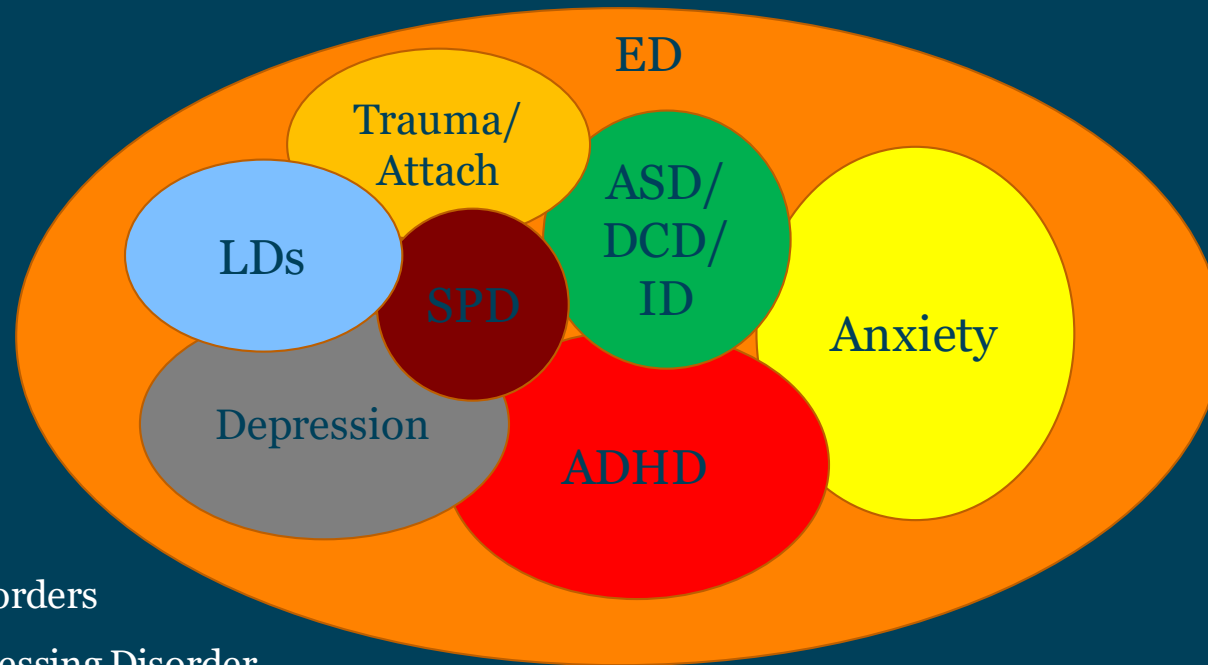 ED
Trauma/
Attach
ASD/
DCD/
ID
LDs
SPD
Anxiety
Depression
ADHD
orders
essing Disorder